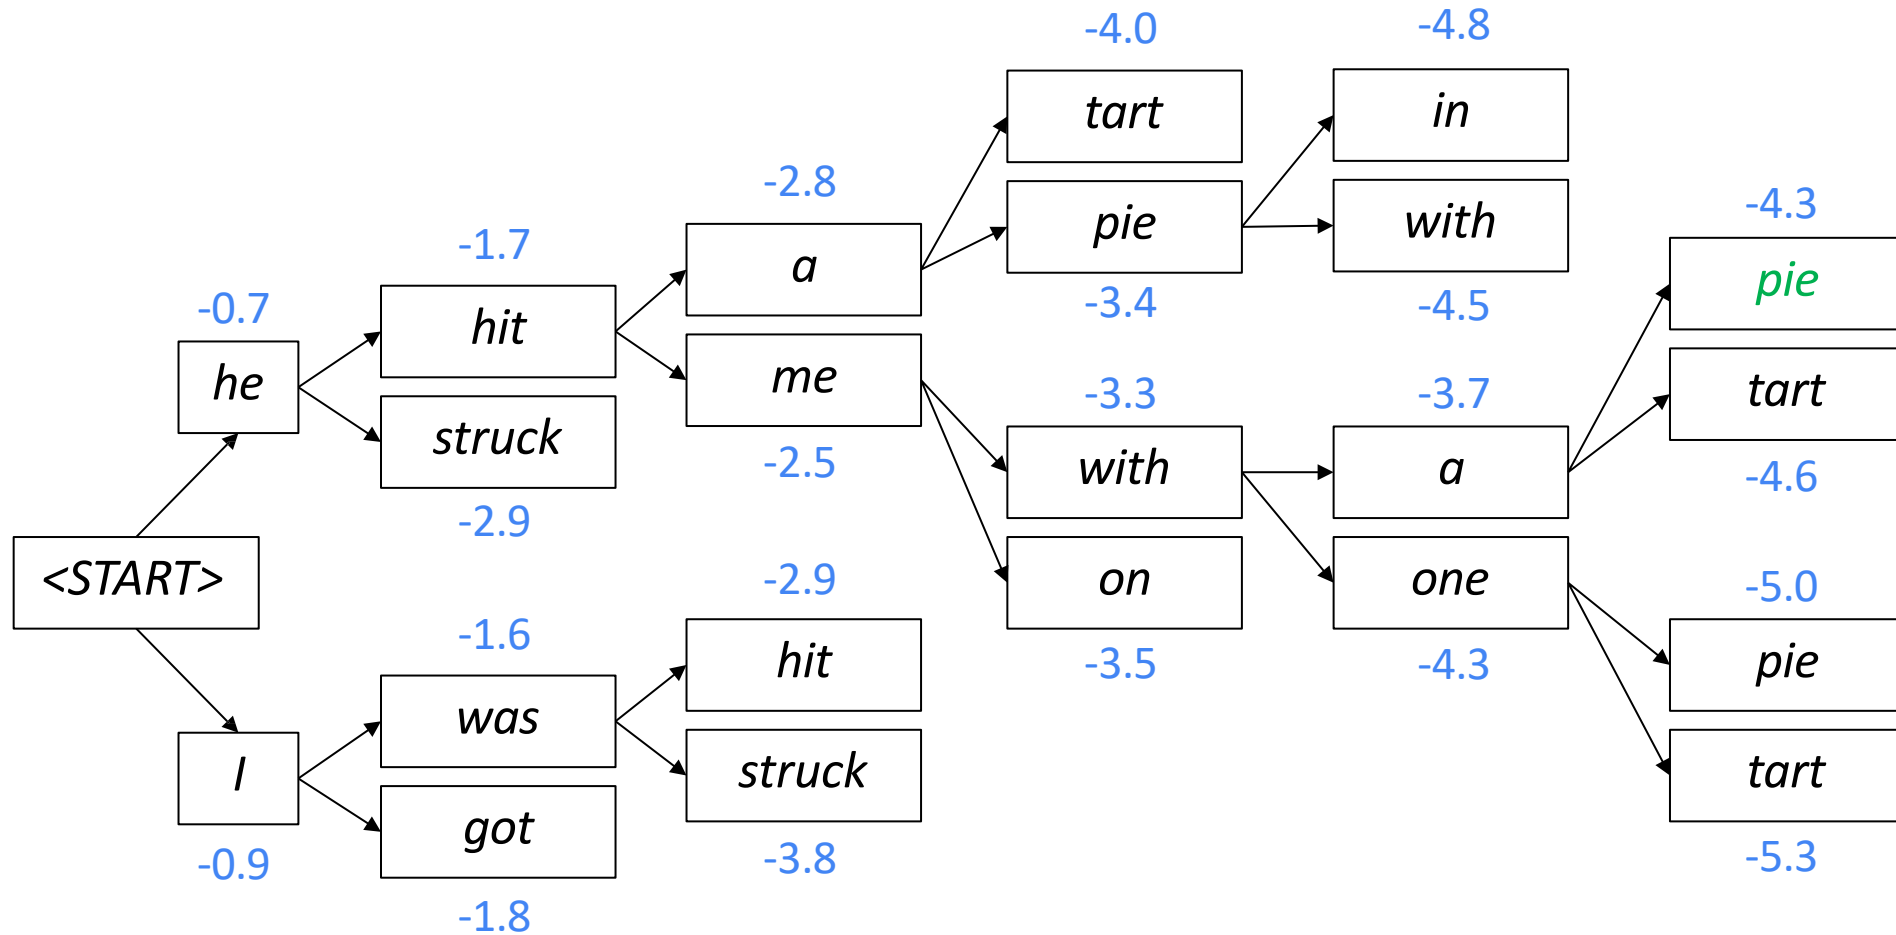 -4.0
-4.8
tart
in
-2.8
-1.7
a
pie
with
-4.3
-0.7
hit
me
-3.4
-4.5
pie
he
struck
-2.5
-3.3
-3.7
tart
-2.9
with
a
-4.6
<START>
-2.9
on
one
-5.0
-1.6
hit
-3.5
-4.3
pie
was
struck
tart
I
got
-3.8
-5.3
-0.9
-1.8